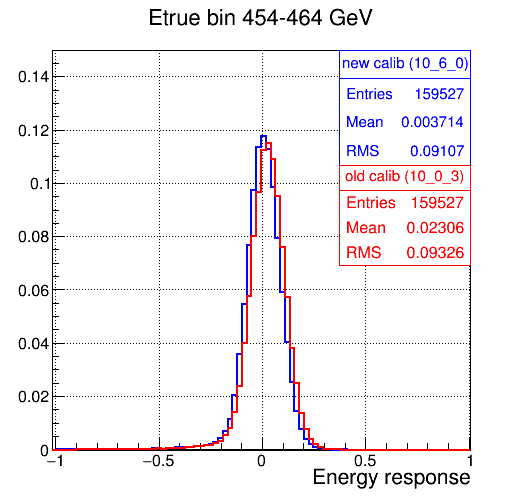 Etrue bin 454-464 GeV
new calib (10_6_0)
Entries 159527
Mean 0.003714
RMS 0.09107
old calib (10_0_3)
Entries 159527
Mean 0.02306
RMS 0.09326
0.14
0.12
0.1
0.08
0.06
0.04
0.02
0
−1 −0.5 0 0.5 1
Energy response